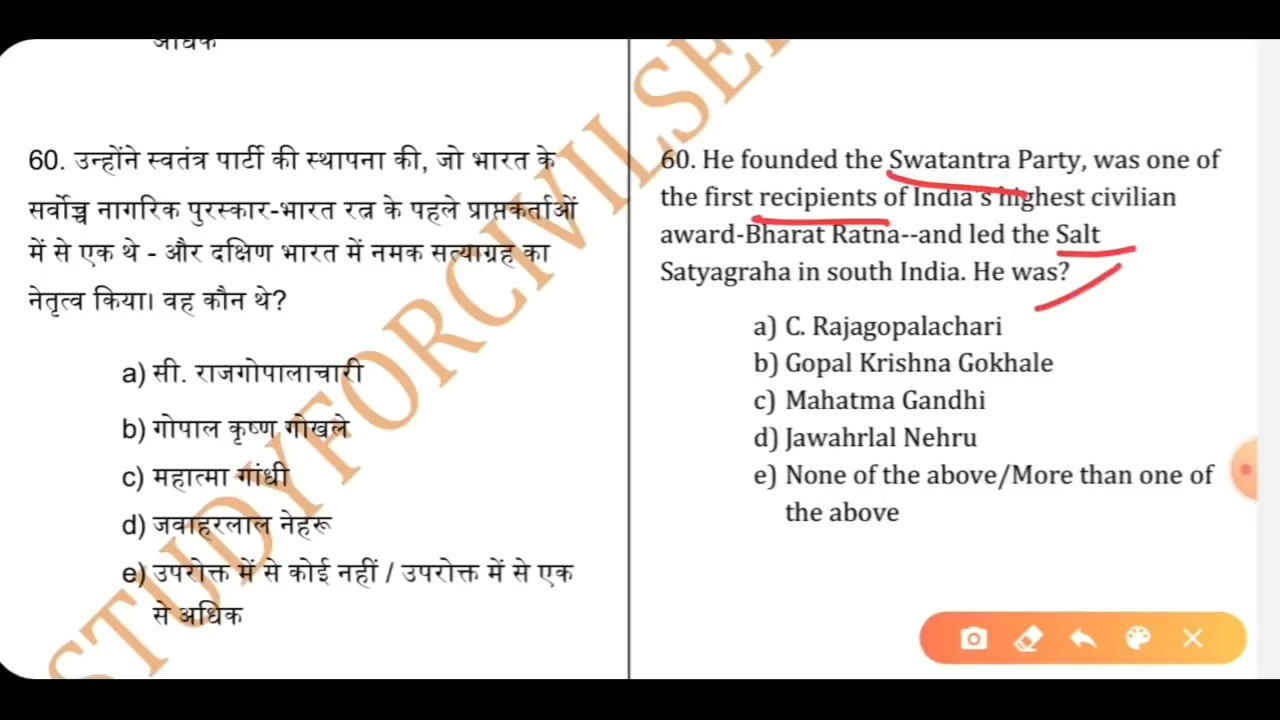 अधिक
60. उन्होंने स्वतंत्र पार्टी की स्थापना की, जो भारत के
सर्वोच्च नागरिक पुरस्कार-भारत रत्न के पहले प्राप्तकर्ताओं
में से एक थे - और दक्षिण भारत में नमक सत्याग्रह का
नेतृत्व किया। वह कौन थे?
a) सी. राजगोपालाचारी
b) गोपाल कृष्ण गोखले
c) महात्मा गांधी
d) जवाहरलाल नेहरू
e) उपरोक्त में से कोई नहीं / उपरोक्त में से एक
से अधिक
60. He founded the Swatantra Party, was one of
the first recipients of India's highest civilian
award-Bharat Ratna--and led the Salt
Satyagraha in south India. He was?
a) C. Rajagopalachari
b) Gopal Krishna Gokhale
c) Mahatma Gandhi
d) Jawahrlal Nehru
e) None of the above/More than one of
the above
STUDYFORCIVILSE